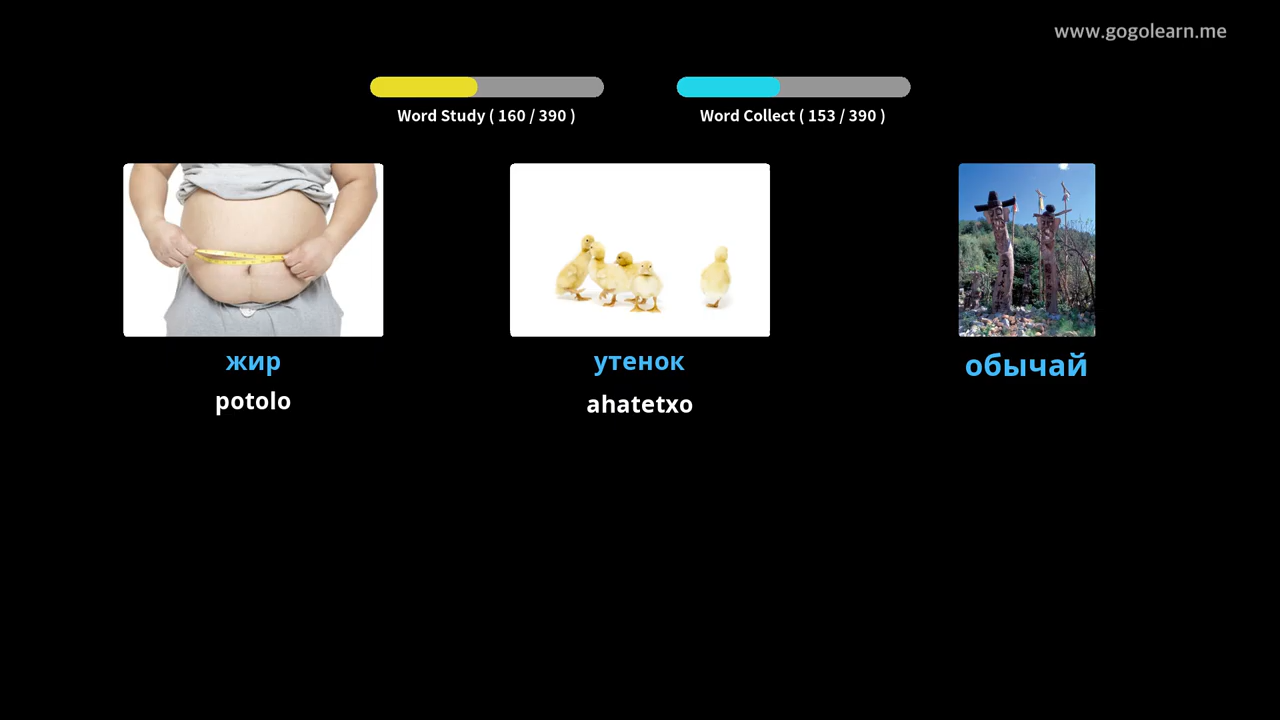 www.gogolearn.me
Word Study ( 160 / 390 )
Word Collect ( 153 / 390 )
жир
potolo
утенок
ahatetxo
обычай